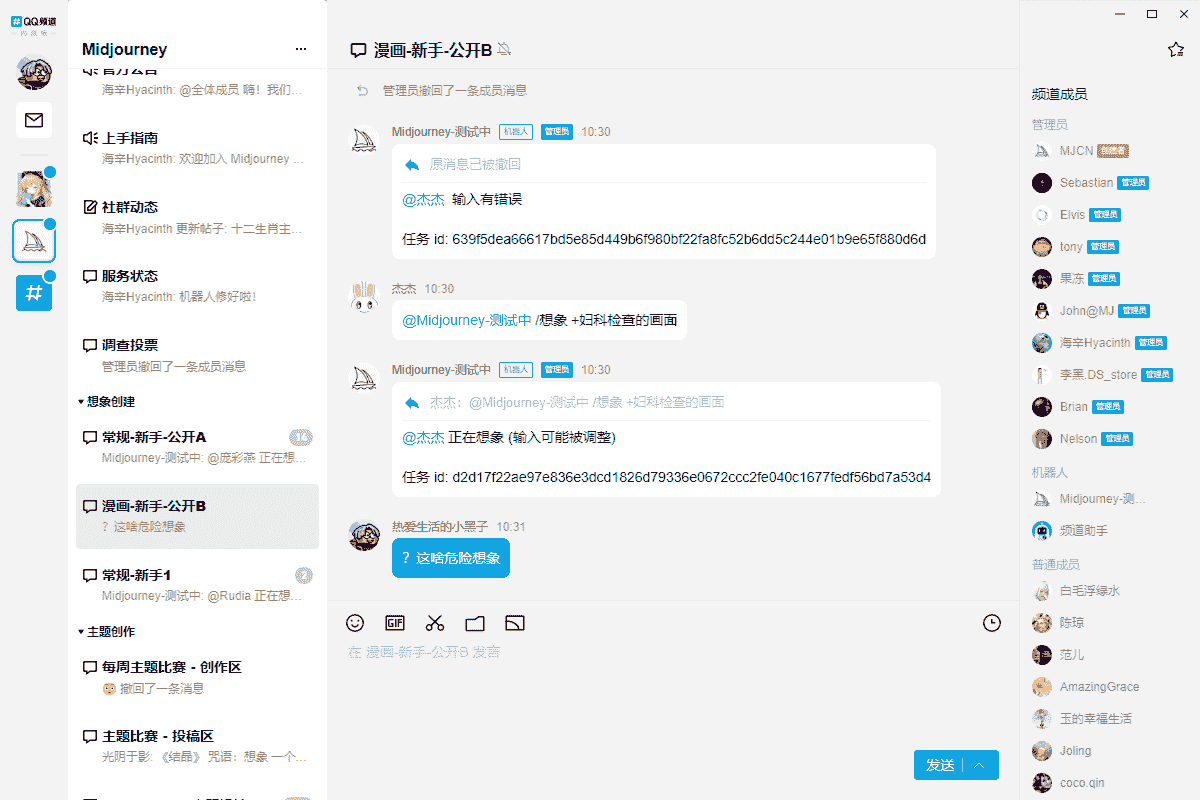 QQ频道
Midjourney
官方公告
海辛Hyacinth: @全体成员 嗨！我们...
上手指南
海辛Hyacinth: 欢迎加入 Midjourney ...
社群动态
海辛Hyacinth 更新帖子: 十二生肖主...
服务状态
海辛Hyacinth: 机器人修好啦！
调查投票
管理员撤回了一条成员消息
想象创建
常规-新手-公开A
14
Midjourney-测试中: @庞彩燕 正在想...
漫画-新手-公开B
？这啥危险想象
常规-新手1
2
Midjourney-测试中: @Rudia 正在想...
主题创作
每周主题比赛 - 创作区
撤回了一条消息
主题比赛 - 投稿区
光阴于影: 《结晶》 咒语：想象 一个...
漫画-新手-公开B
管理员撤回了一条成员消息
Midjourney-测试中 机器人 管理员 10:30
原消息已被撤回
@杰杰 输入有错误
任务 id: 639f5dea66617bd5e85d449b6f980bf22fa8fc52b6dd5c244e01b9e65f880d6d
杰杰 10:30
@Midjourney-测试中 /想象 +妇科检查的画面
Midjourney-测试中 机器人 管理员 10:30
杰杰：@Midjourney-测试中 /想象 +妇科检查的画面
@杰杰 正在想象 (输入可能被调整)
任务 id: d2d17f22ae97e836e3dcd1826d79336e0672ccc2fe040c1677fedf56bd7a53d4
热爱生活的小黑子 10:31
？这啥危险想象
GIF
在 漫画-新手-公开B 发言
发送
频道成员
管理员
MJCN
Sebastian 管理员
Elvis 管理员
tony 管理员
果冻 管理员
John@MJ 管理员
海辛Hyacinth 管理员
李黑.DS_store 管理员
Brian 管理员
Nelson 管理员
机器人
Midjourney-测...
频道助手
普通成员
白毛浮绿水
陈琼
范儿
AmazingGrace
玉的幸福生活
Joling
coco.qin